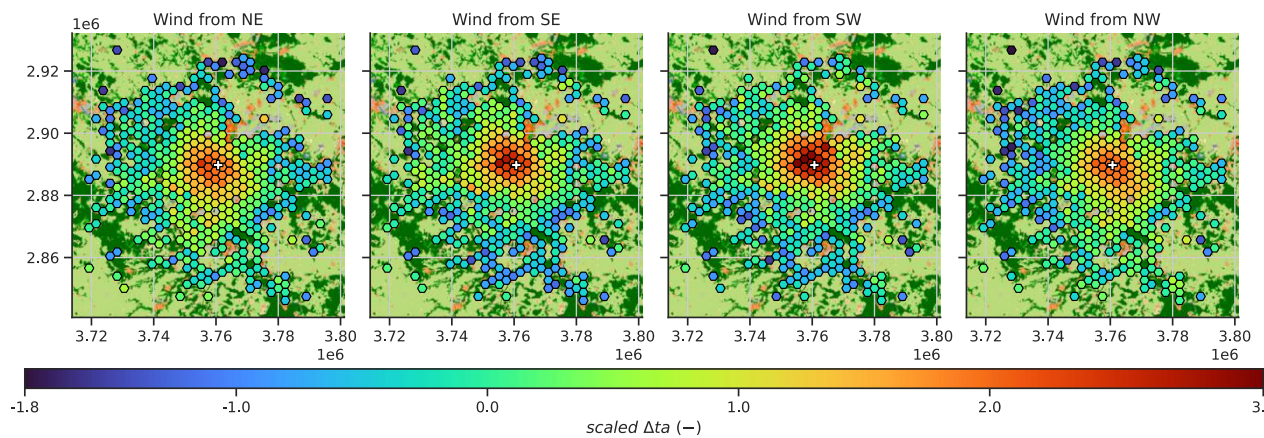 Wind from NE
Wind from SE
Wind from SW
Wind from NW
1e6
2.92
2.90
2.88
2.86
3.72 3.74 3.76 3.78 3.80
1e6
3.72 3.74 3.76 3.78 3.80
1e6
3.72 3.74 3.76 3.78 3.80
1e6
3.72 3.74 3.76 3.78 3.80
1e6
-1.8 -1.0 0.0 1.0 2.0 3.
scaled Δta (−)